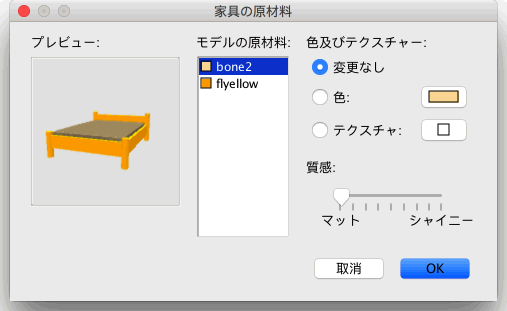 家具の原材料
プレビュー:
モデルの原材料:
bone2
flyellow
色及びテクスチャー:
変更なし
色:
テクスチャ:
質感:
マット
シャイニー
取消
OK